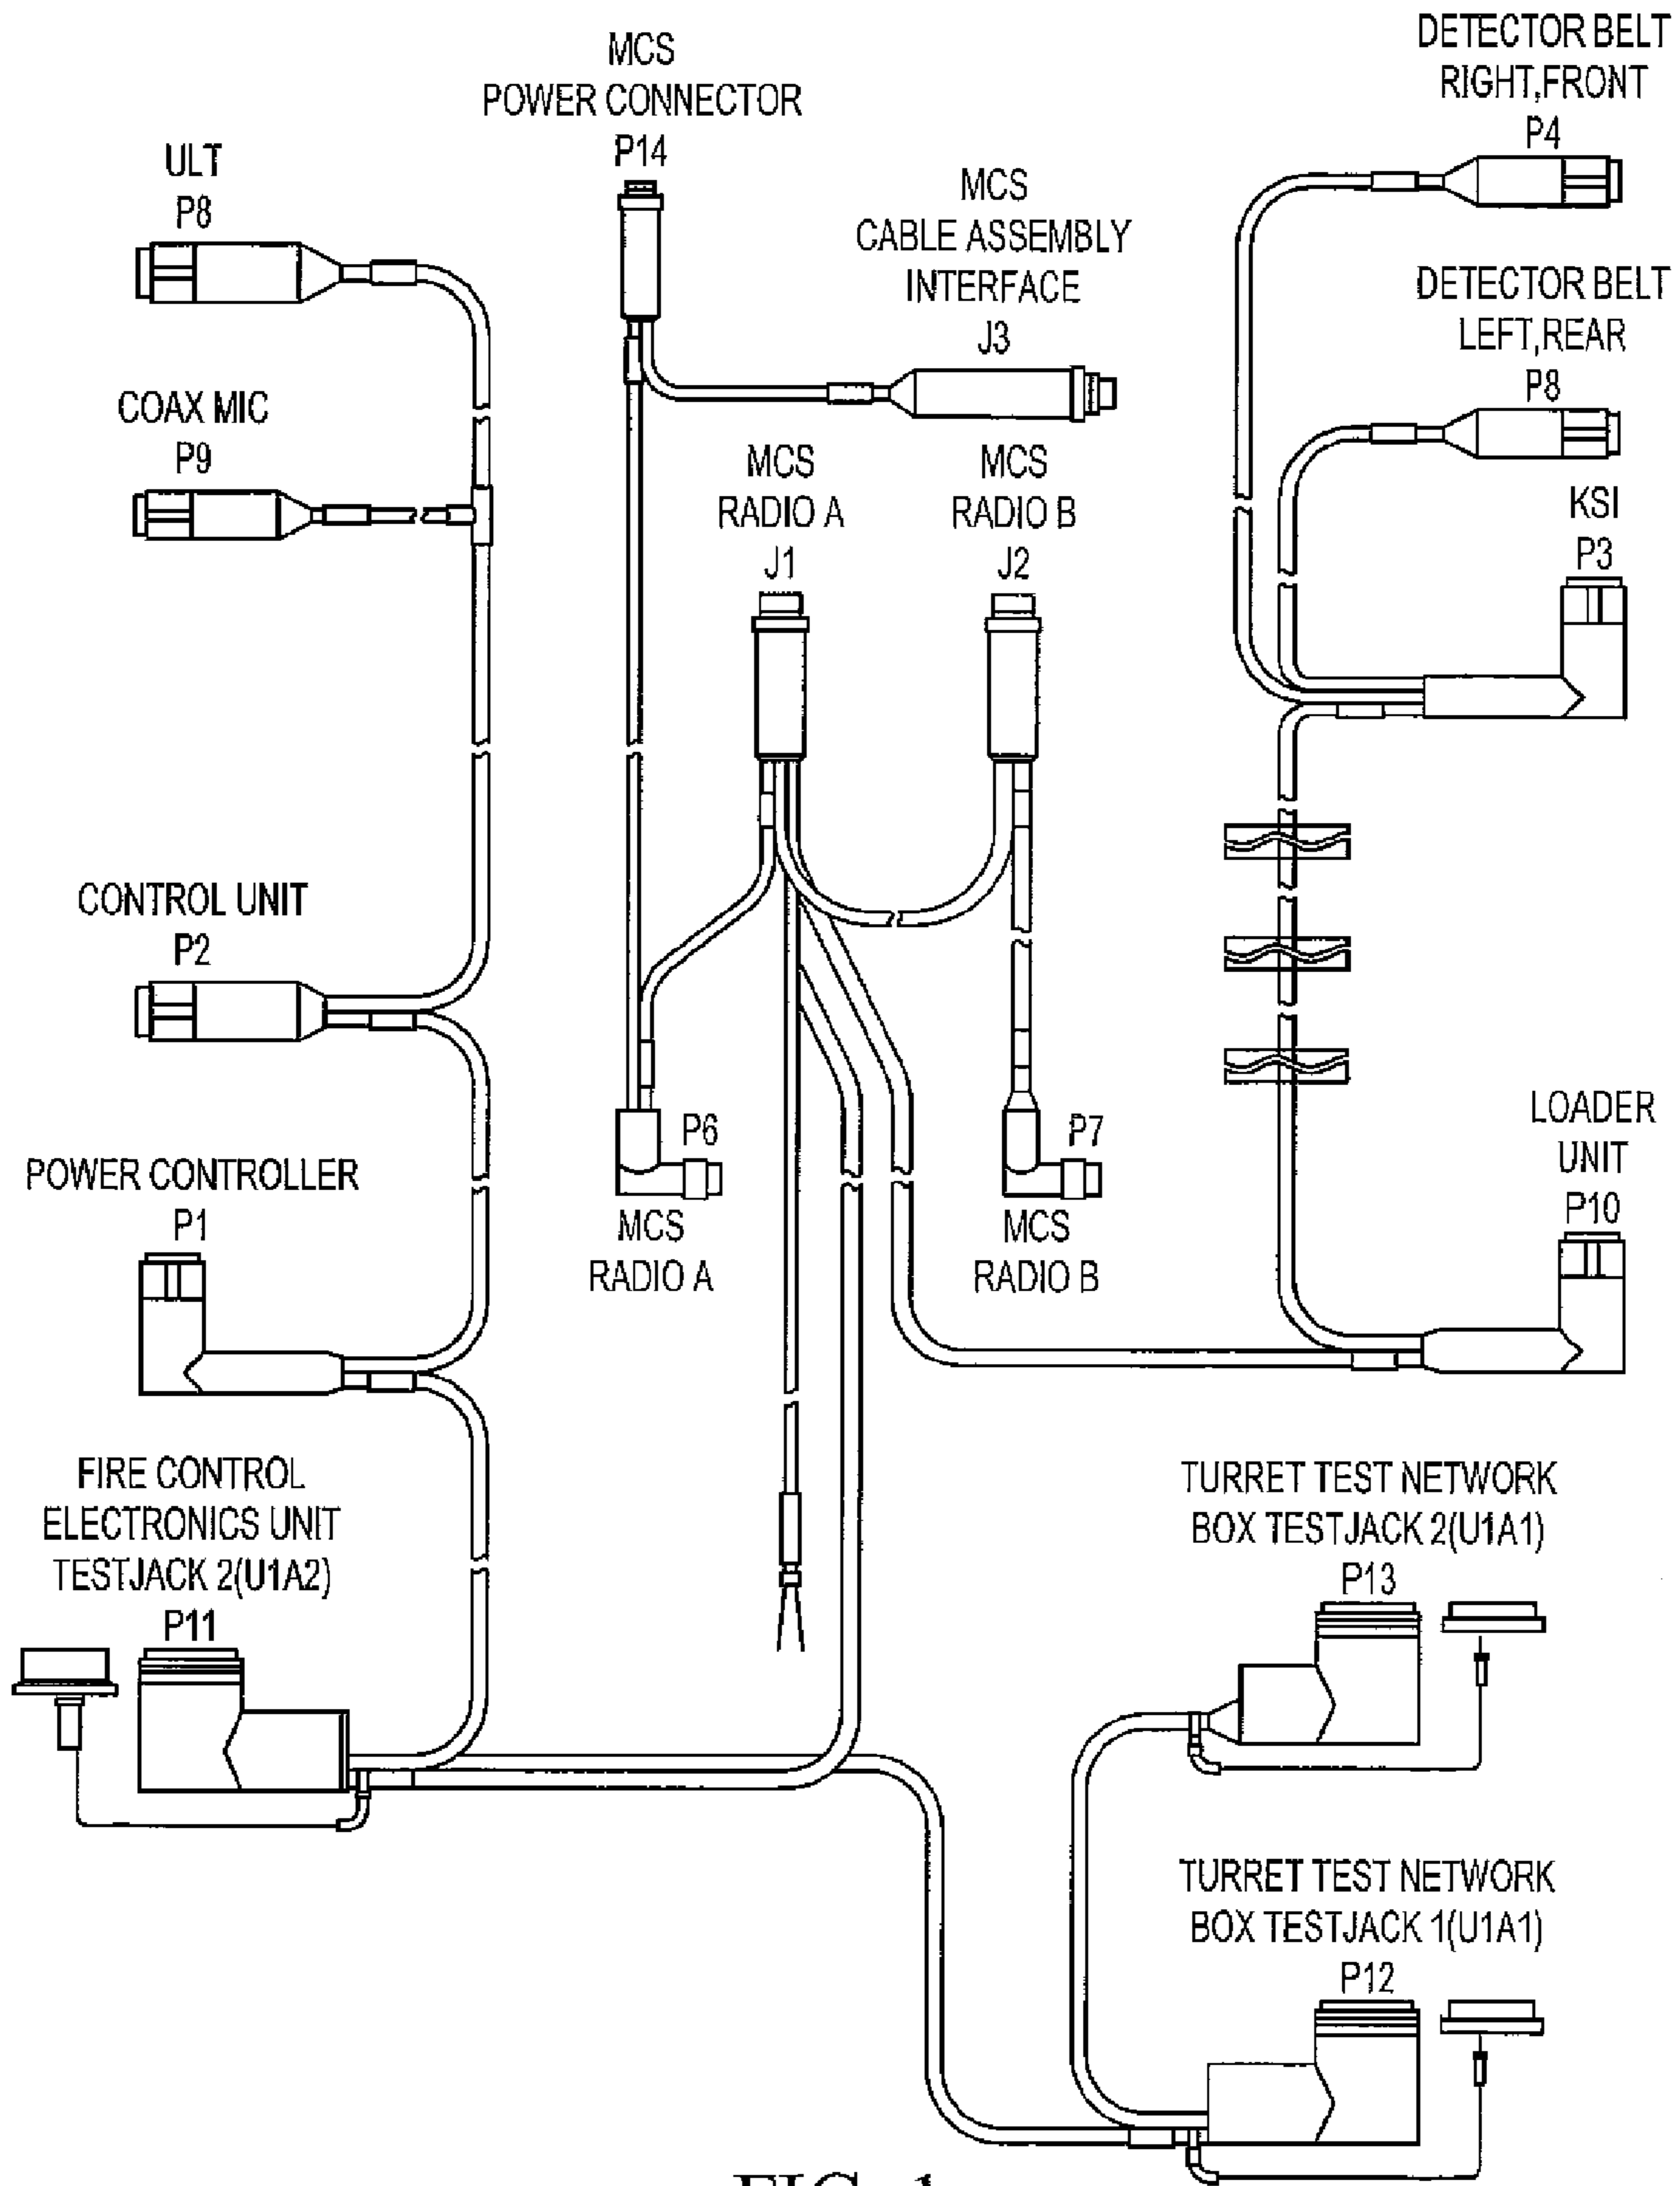 DETECTOR BELT
RIGHT,FRONT
P4
MCS
POWER CONNECTOR
P14
ULT
P8
MCS
CABLE ASSEMBLY
INTERFACE
J3
DETECTOR BELT
LEFT,REAR
P8
COAX MIC
P9
MCS
RADIO A
J1
MCS
RADIO B
J2
KSI
P3
CONTROL UNIT
P2
POWER CONTROLLER
P1
P6
MCS
RADIO A
P7
MCS
RADIO B
LOADER
UNIT
P10
FIRE CONTROL
ELECTRONICS UNIT
TESTJACK 2(U1A2)
P11
TURRET TEST NETWORK
BOX TESTJACK 2(U1A1)
P13
TURRET TEST NETWORK
BOX TESTJACK 1(U1A1)
P12
FIG. 1